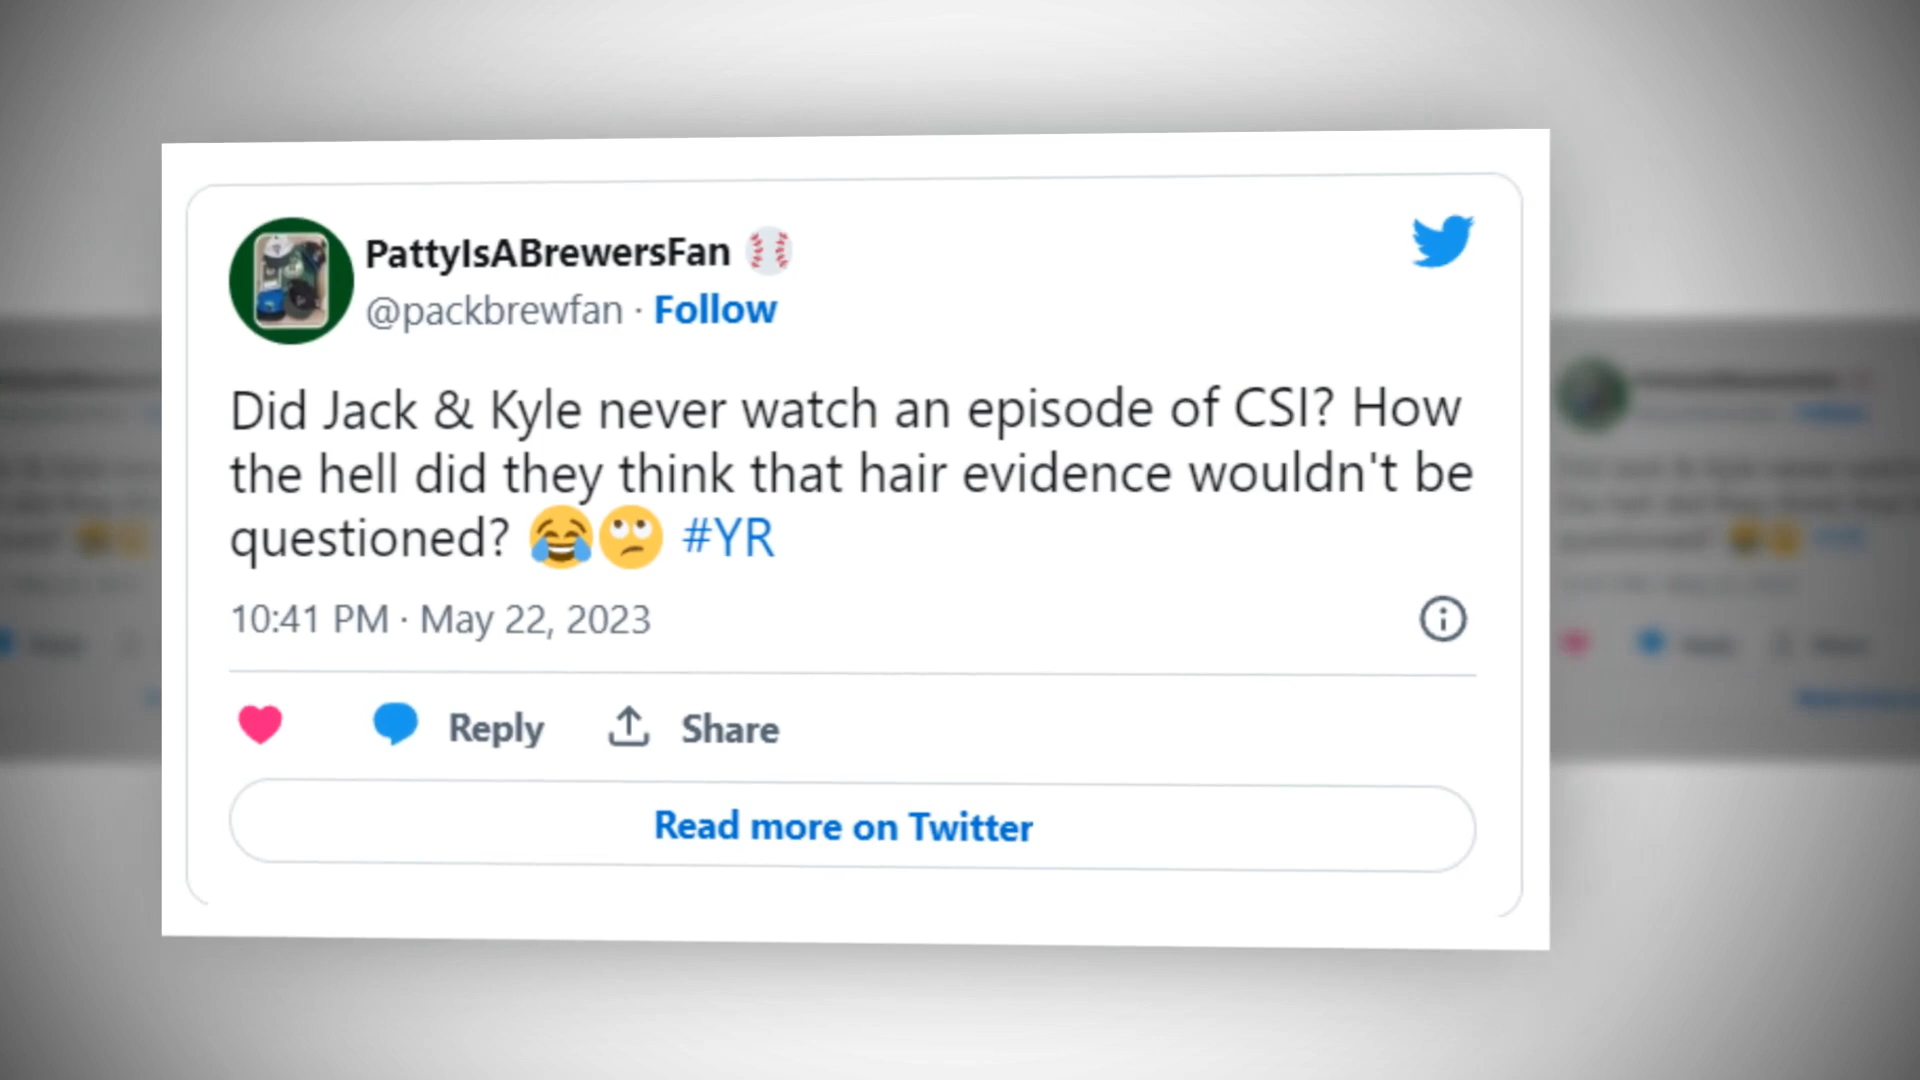 PattyIsABrewersFan ⚾
@packbrewfan · Follow
Did Jack & Kyle never watch an episode of CSI? How
the hell did they think that hair evidence wouldn't be
questioned? 😂🙄 #YR
10:41 PM · May 22, 2023
Reply Share
Read more on Twitter